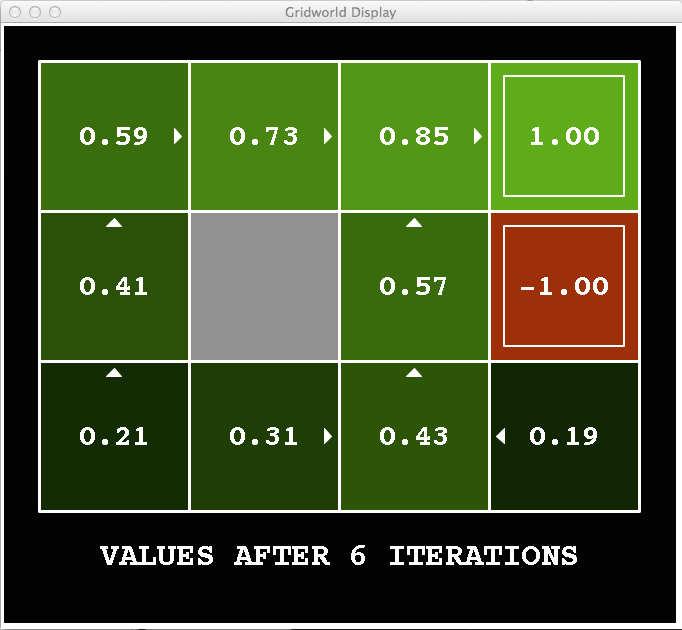 Gridworld Display
0.59 0.73 0.85 1.00
0.41 0.57 -1.00
0.21 0.31 0.43 0.19
VALUES AFTER 6 ITERATIONS